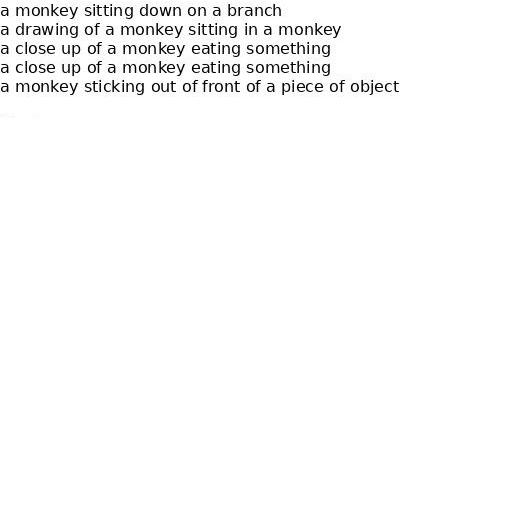 a monkey sitting down on a branch
a drawing of a monkey sitting in a monkey
a close up of a monkey eating something
a close up of a monkey eating something
a monkey sticking out of front of a piece of object